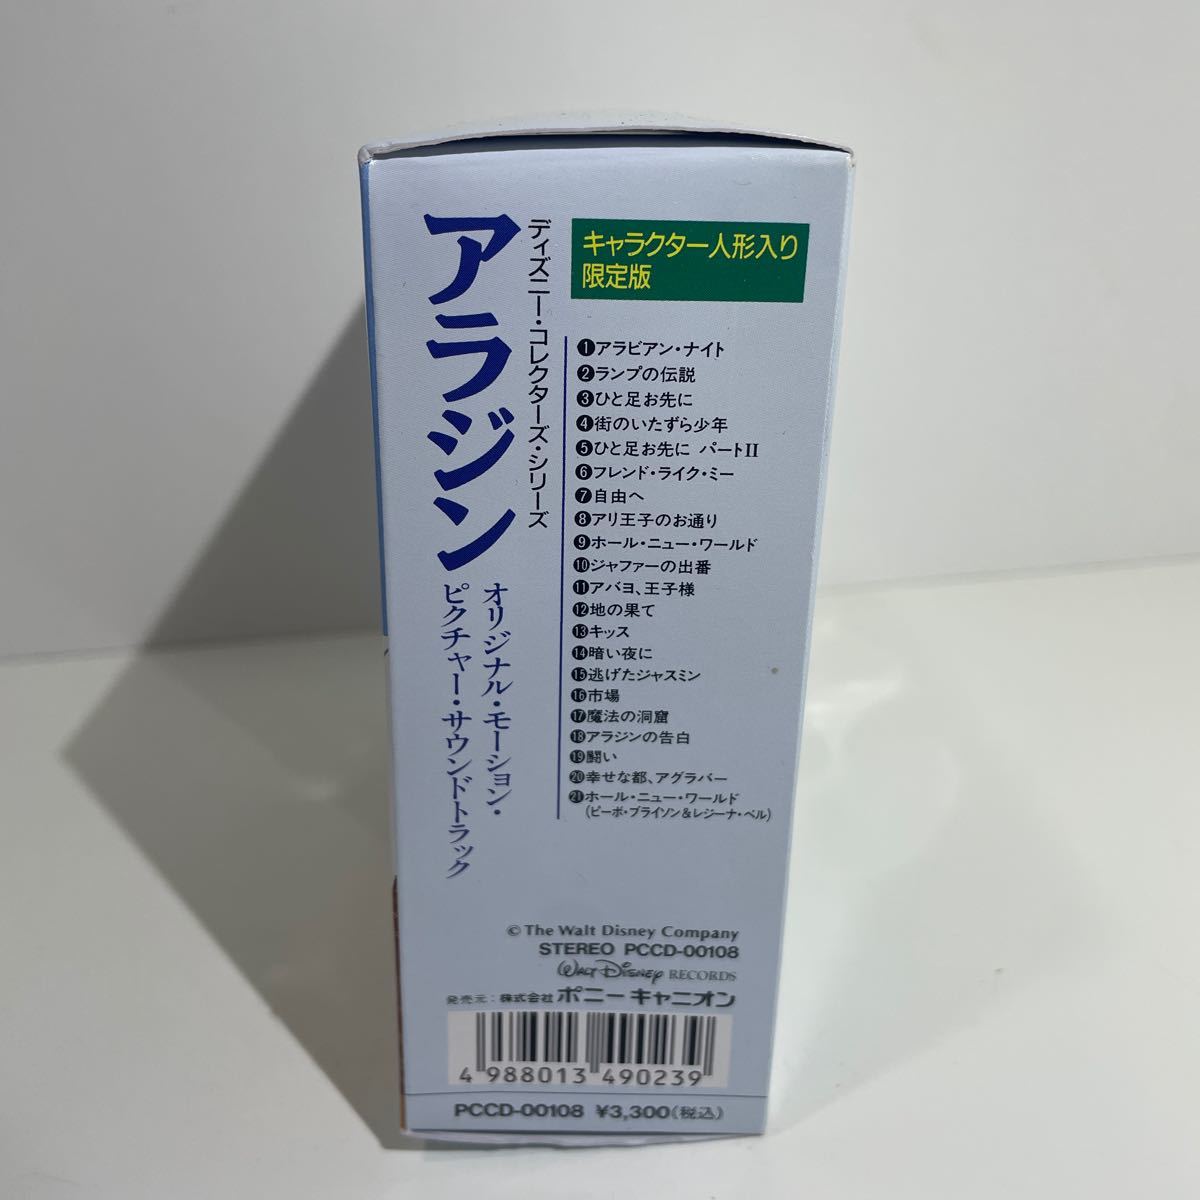 キャラクター人形入り
限定版
ディズニー・コレクターズ・シリーズ
アラジン
オリジナル・モーション・
ピクチャー・サウンドトラック
❶アラビアン・ナイト
❷ランプの伝説
❸ひと足お先に
❹街のいたずら少年
❺ひと足お先に パートII
❻フレンド・ライク・ミー
❼自由へ
❽アリ王子のお通り
❾ホール・ニュー・ワールド
❿ジャファーの出番
⓫アバヨ、王子様
⓬地の果て
⓭キッス
⓮暗い夜に
⓯逃げたジャスミン
⓰市場
⓱魔法の洞窟
⓲アラジンの告白
⓳闘い
⓴幸せな都、アグラバー
㉑ホール・ニュー・ワールド
(ピーボ・ブライソン&レジーナ・ベル)
© The Walt Disney Company
STEREO PCCD-00108
WALT DISNEY RECORDS
発売元:株式会社 ポニーキャニオン
4 988013 490239
PCCD-00108 ¥3,300(税込)